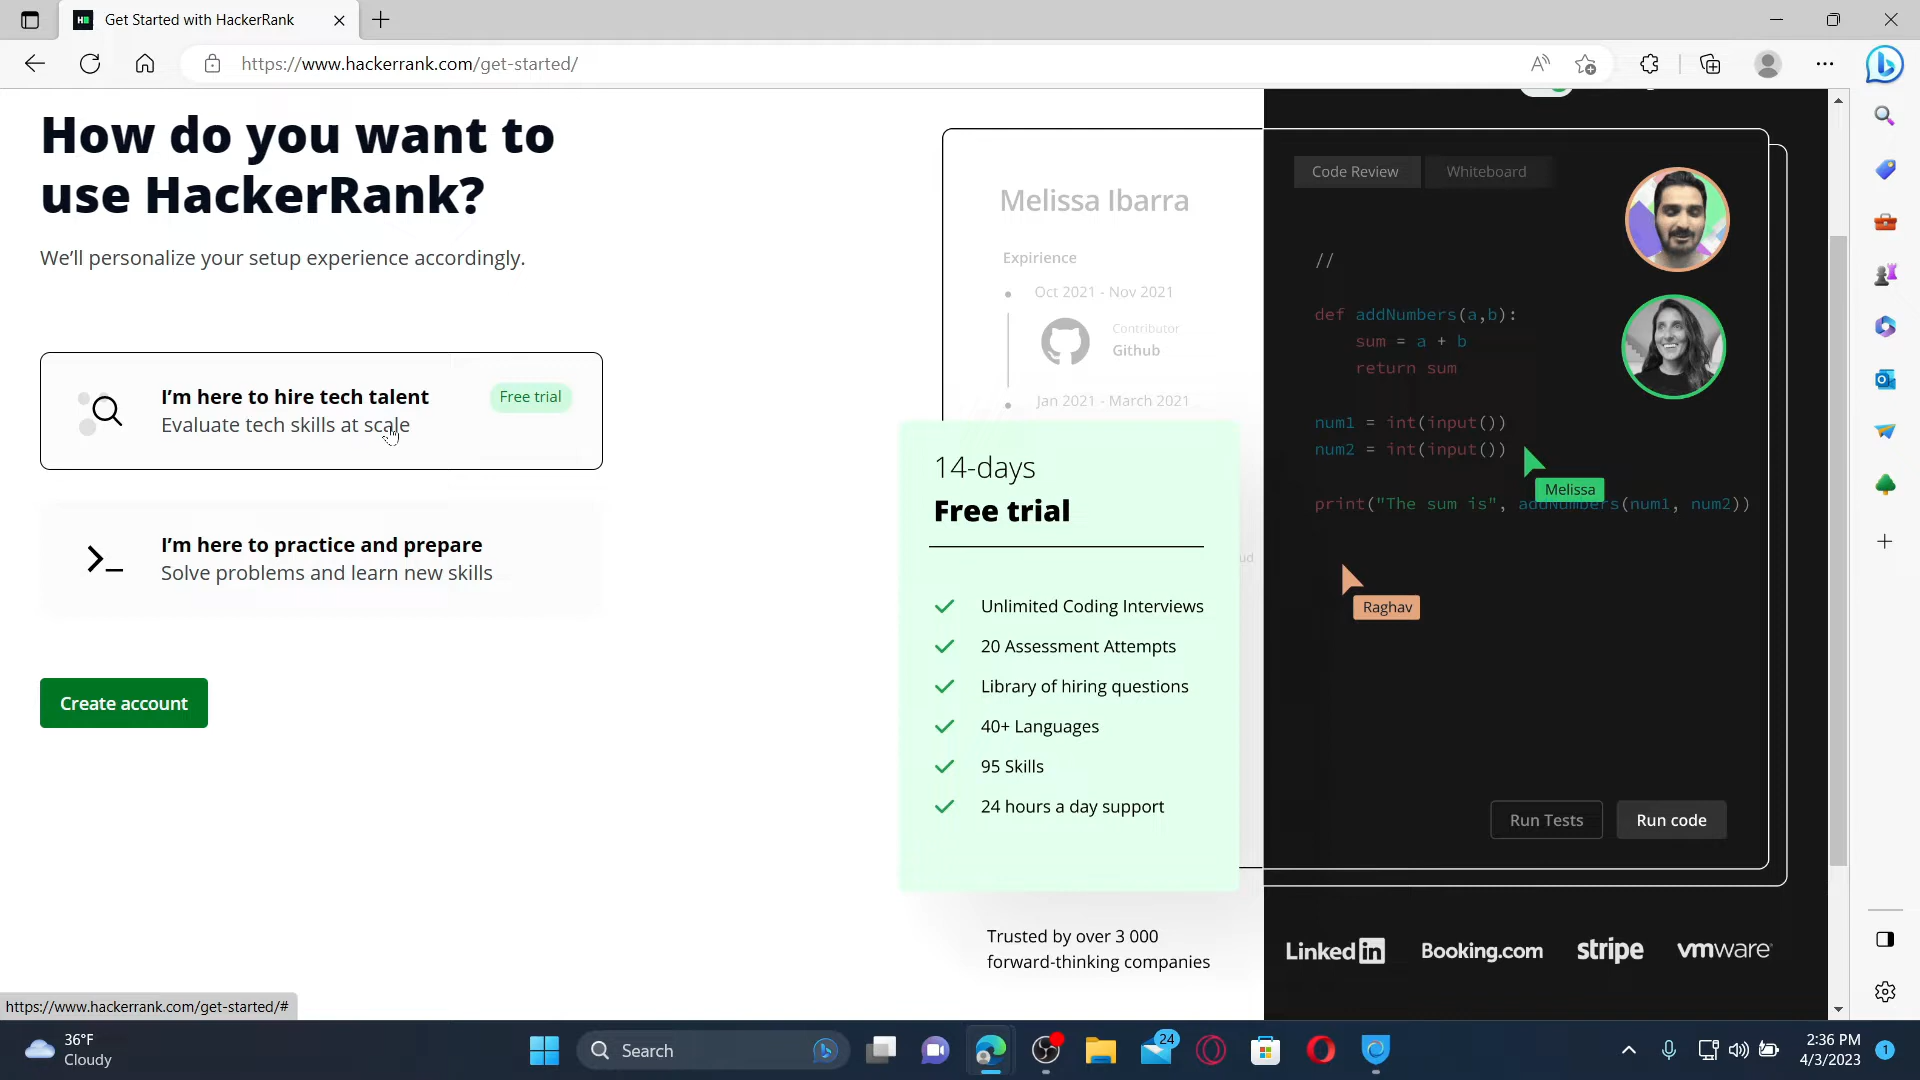 Get Started with HackerRank
https://www.hackerrank.com/get-started/
How do you want to
use HackerRank?
We'll personalize your setup experience accordingly.
I'm here to hire tech talent
Free trial
Evaluate tech skills at scale
I'm here to practice and prepare
Solve problems and learn new skills
Create account
Melissa Ibarra
Expirience
Oct 2021 - Nov 2021
Contributor
Github
Jan 2021 - March 2021
14-days
Free trial
Unlimited Coding Interviews
20 Assessment Attempts
Library of hiring questions
40+ Languages
95 Skills
24 hours a day support
Code Review
Whiteboard
//
def addNumbers(a,b):
sum = a + b
return sum
num1 = int(input())
num2 = int(input())
Melissa
print("The sum is", addNumbers(num1, num2))
Raghav
Run Tests
Run code
Trusted by over 3 000
forward-thinking companies
LinkedIn
Booking.com
stripe
vmware
https://www.hackerrank.com/get-started/#
36°F
Cloudy
Search
24
2:36 PM
4/3/2023
1